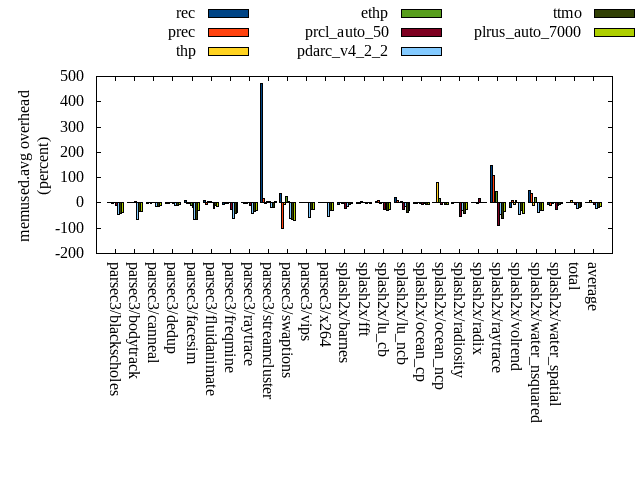 rec
prec
thp
ethp
prcl_auto_50
pdarc_v4_2_2
ttmo
plrus_auto_7000
memused.avg overhead
(percent)
500
400
300
200
100
0
-100
-200
parsec3/blackscholes
parsec3/bodytrack
parsec3/canneal
parsec3/dedup
parsec3/facesim
parsec3/fluidanimate
parsec3/freqmine
parsec3/raytrace
parsec3/streamcluster
parsec3/swaptions
parsec3/vips
parsec3/x264
splash2x/barnes
splash2x/fft
splash2x/lu_cb
splash2x/lu_ncb
splash2x/ocean_cp
splash2x/ocean_ncp
splash2x/radiosity
splash2x/radix
splash2x/raytrace
splash2x/volrend
splash2x/water_nsquared
splash2x/water_spatial
total
average